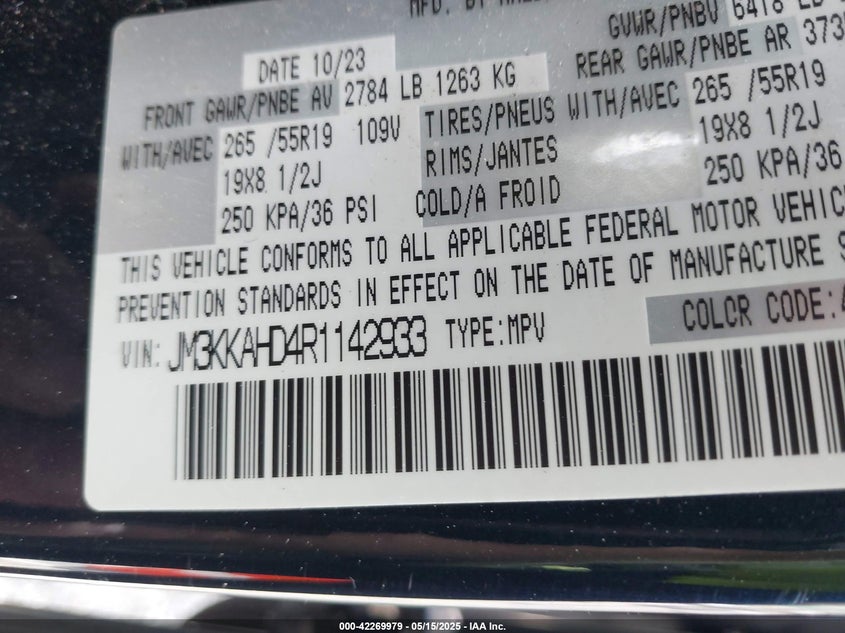 MFD. BY
GVWR/PNBV 6418 LB
DATE 10/23 REAR GAWR/PNBE AR 373
FRONT GAWR/PNBE AV 2784 LB 1263 KG WITH/AVEC 265 /55R19
WITH/AVEC 265 /55R19 109V TIRES/PNEUS 19X8 1/2J
19X8 1/2J RIMS/JANTES 250 KPA/36
250 KPA/36 PSI COLD/A FROID
THIS VEHICLE CONFORMS TO ALL APPLICABLE FEDERAL MOTOR VEHIC
PREVENTION STANDARDS IN EFFECT ON THE DATE OF MANUFACTURE S
VIN: JM3KKAHD4R1142933 TYPE:MPV COLOR CODE:4
000-42269979 - 05/15/2025 - © IAA Inc.